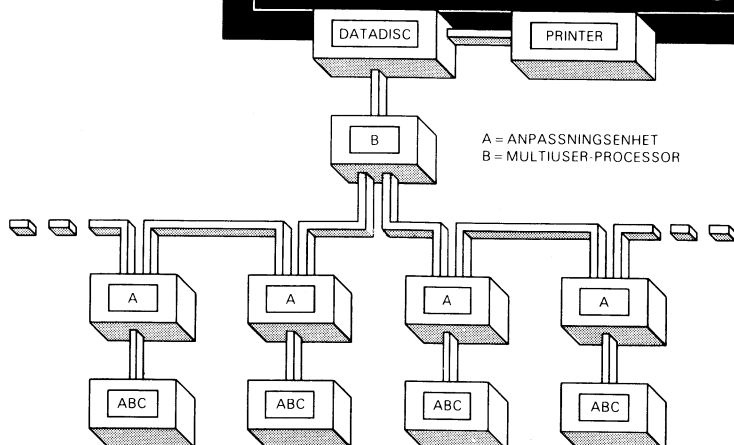 DATADISC
PRINTER
B
A = ANPASSNINGSENHET
B = MULTIUSER-PROCESSOR
A
A
A
A
ABC
ABC
ABC
ABC